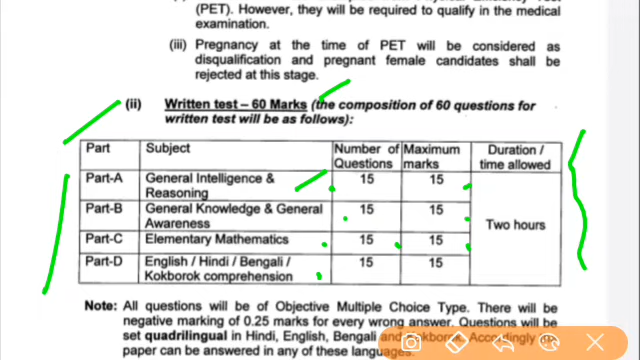 (PET). However, they will be required to qualify in the medical
examination.
(iii) Pregnancy at the time of PET will be considered as
disqualification and pregnant female candidates shall be
rejected at this stage.
(ii) Written test – 60 Marks (the composition of 60 questions for
written test will be as follows):
Part Subject Number of Questions Maximum marks Duration / time allowed
Part-A General Intelligence & Reasoning 15 15 Two hours
Part-B General Knowledge & General Awareness 15 15
Part-C Elementary Mathematics 15 15
Part-D English / Hindi / Bengali / Kokborok comprehension 15 15
Note: All questions will be of Objective Multiple Choice Type. There will be
negative marking of 0.25 marks for every wrong answer. Questions will be
set quadrilingual in Hindi, English, Bengali and Kokborok. Accordingly
paper can be answered in any of these languages.